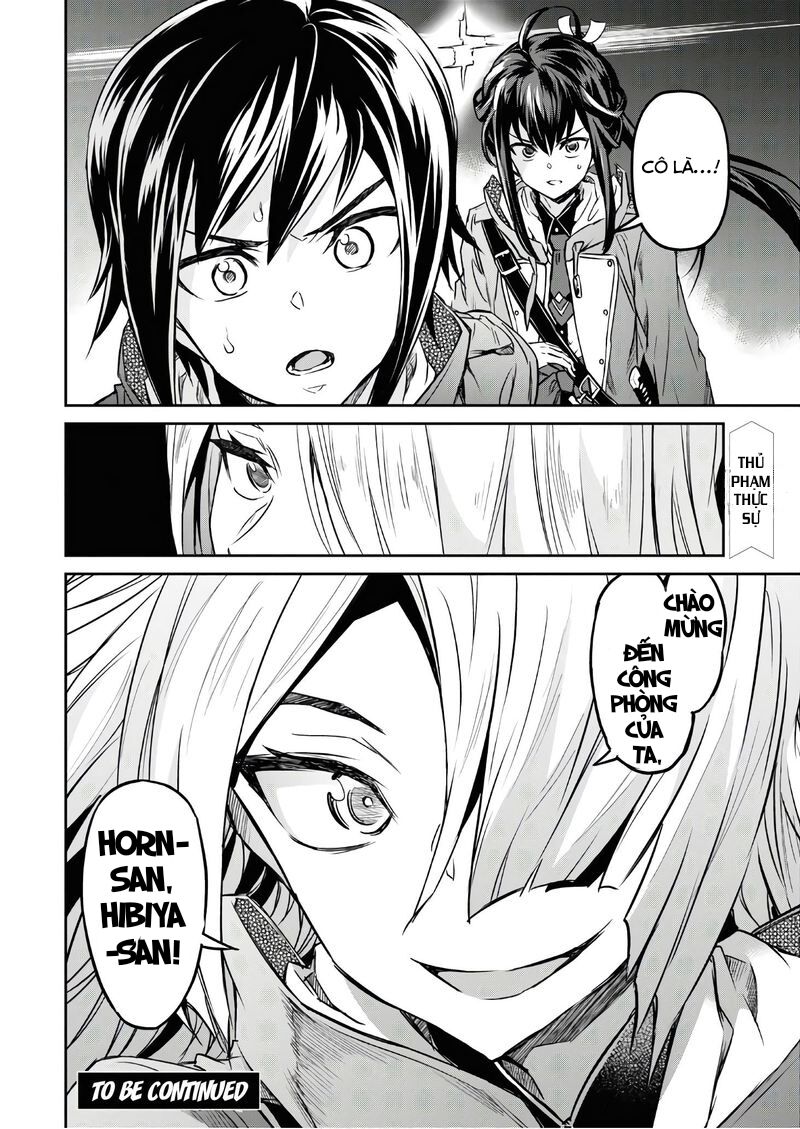 CÔ LÀ...!
THỦ
PHẠM
THỰC
SỰ
CHÀO
MỪNG
ĐẾN
CÔNG
PHÒNG
CỦA
TA,
HORN-
SAN,
HIBIYA
-SAN!
TO BE CONTINUED